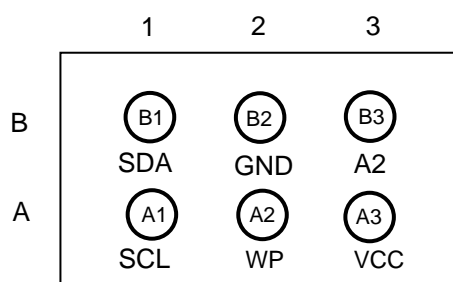 1 2 3
B B1 B2 B3
SDA GND A2
A A1 A2 A3
SCL WP VCC